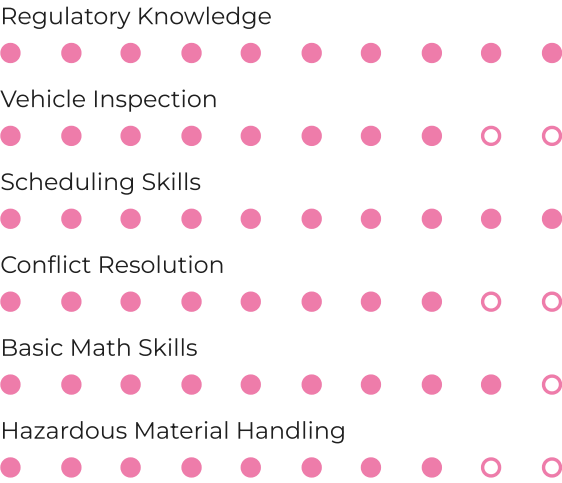 Regulatory Knowledge
Vehicle Inspection
Scheduling Skills
Conflict Resolution
Basic Math Skills
Hazardous Material Handling